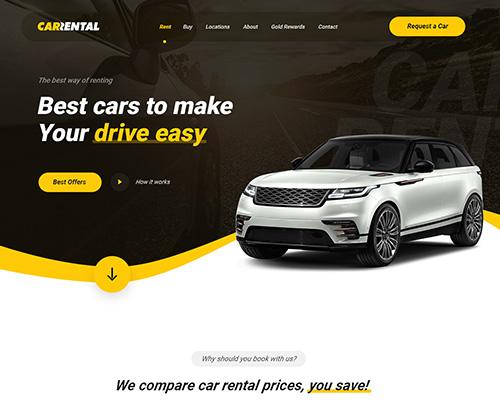 CARRENTAL
Rent Buy Locations About Gold Rewards Contact
Request a Car
The best way of renting
Best cars to make
Your drive easy
Best Offers
How it works
CAR
RENTAL
Why should you book with us?
We compare car rental prices, you save!